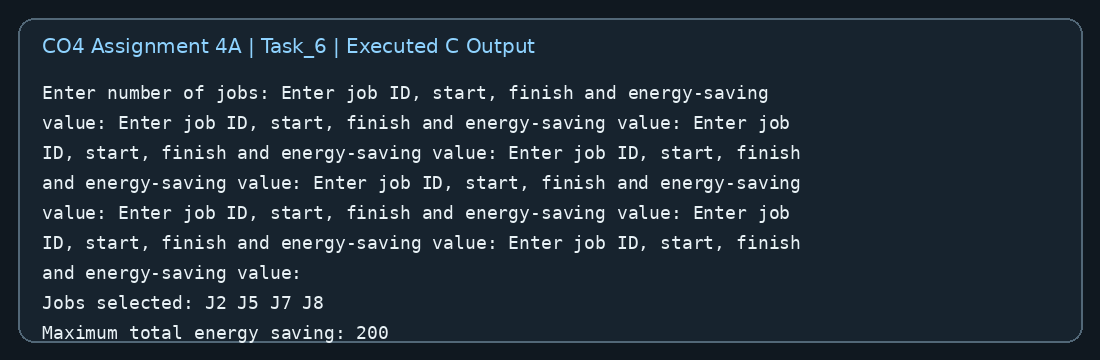 CO4 Assignment 4A | Task_6 | Executed C Output
Enter number of jobs: Enter job ID, start, finish and energy-saving
value: Enter job ID, start, finish and energy-saving value: Enter job
ID, start, finish and energy-saving value: Enter job ID, start, finish
and energy-saving value: Enter job ID, start, finish and energy-saving
value: Enter job ID, start, finish and energy-saving value: Enter job
ID, start, finish and energy-saving value: Enter job ID, start, finish
and energy-saving value:
Jobs selected: J2 J5 J7 J8
Maximum total energy saving: 200